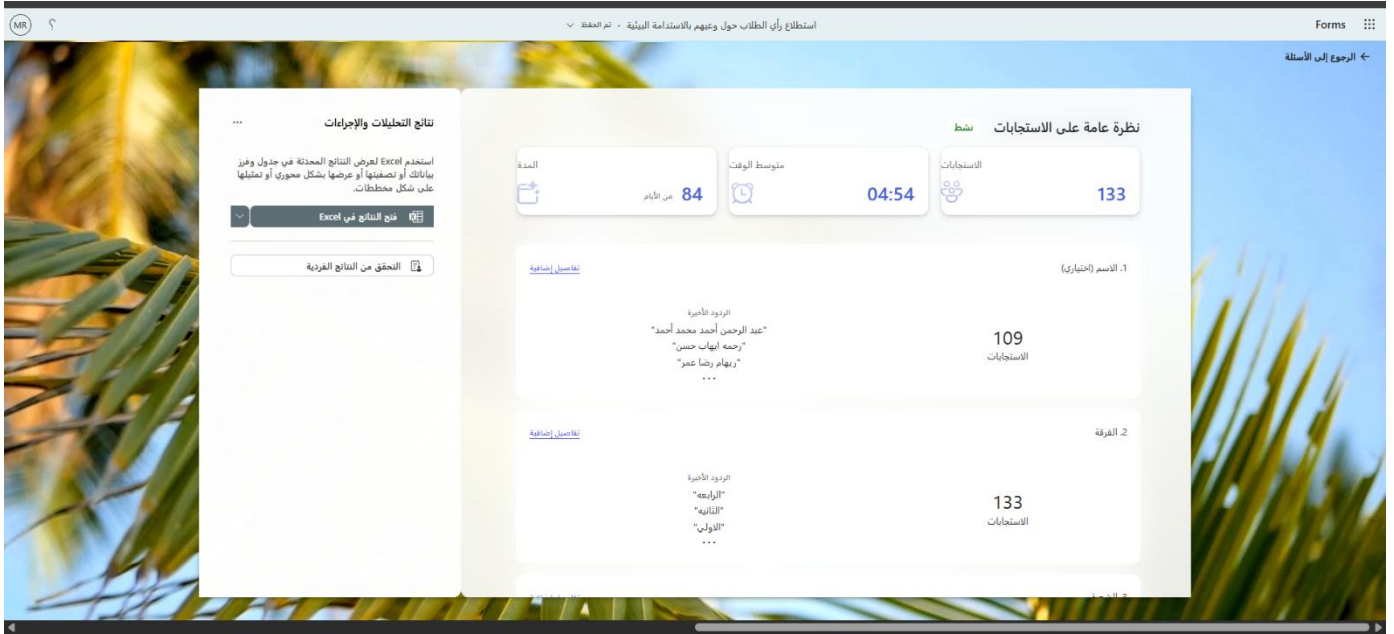 Forms
استطلاع رأي الطلاب حول وعيهم بالاستدامة البيئية - تم الحفظ
؟
MR
الرجوع إلى الأسئلة
نظرة عامة على الاستجابات نشط
الاستجابات
133
متوسط الوقت
04:54
المدة
84 من الأيام
1. الاسم (اختياري)
تفاصيل إضافية
109
الاستجابات
الردود الأخيرة
"عبد الرحمن أحمد محمد أحمد"
"رحمه ايهاب حسن"
"ريهام رضا عمر"
...
2. الفرقة
تفاصيل إضافية
133
الاستجابات
الردود الأخيرة
"الرابعه"
"الثانيه"
"الاولي"
...
نتائج التحليلات والإجراءات
...
استخدم Excel لعرض النتائج المحدثة في جدول وفرز
بياناتك أو تصفيتها أو عرضها بشكل محوري أو تمثيلها
على شكل مخططات.
فتح النتائج في Excel
التحقق من النتائج الفردية